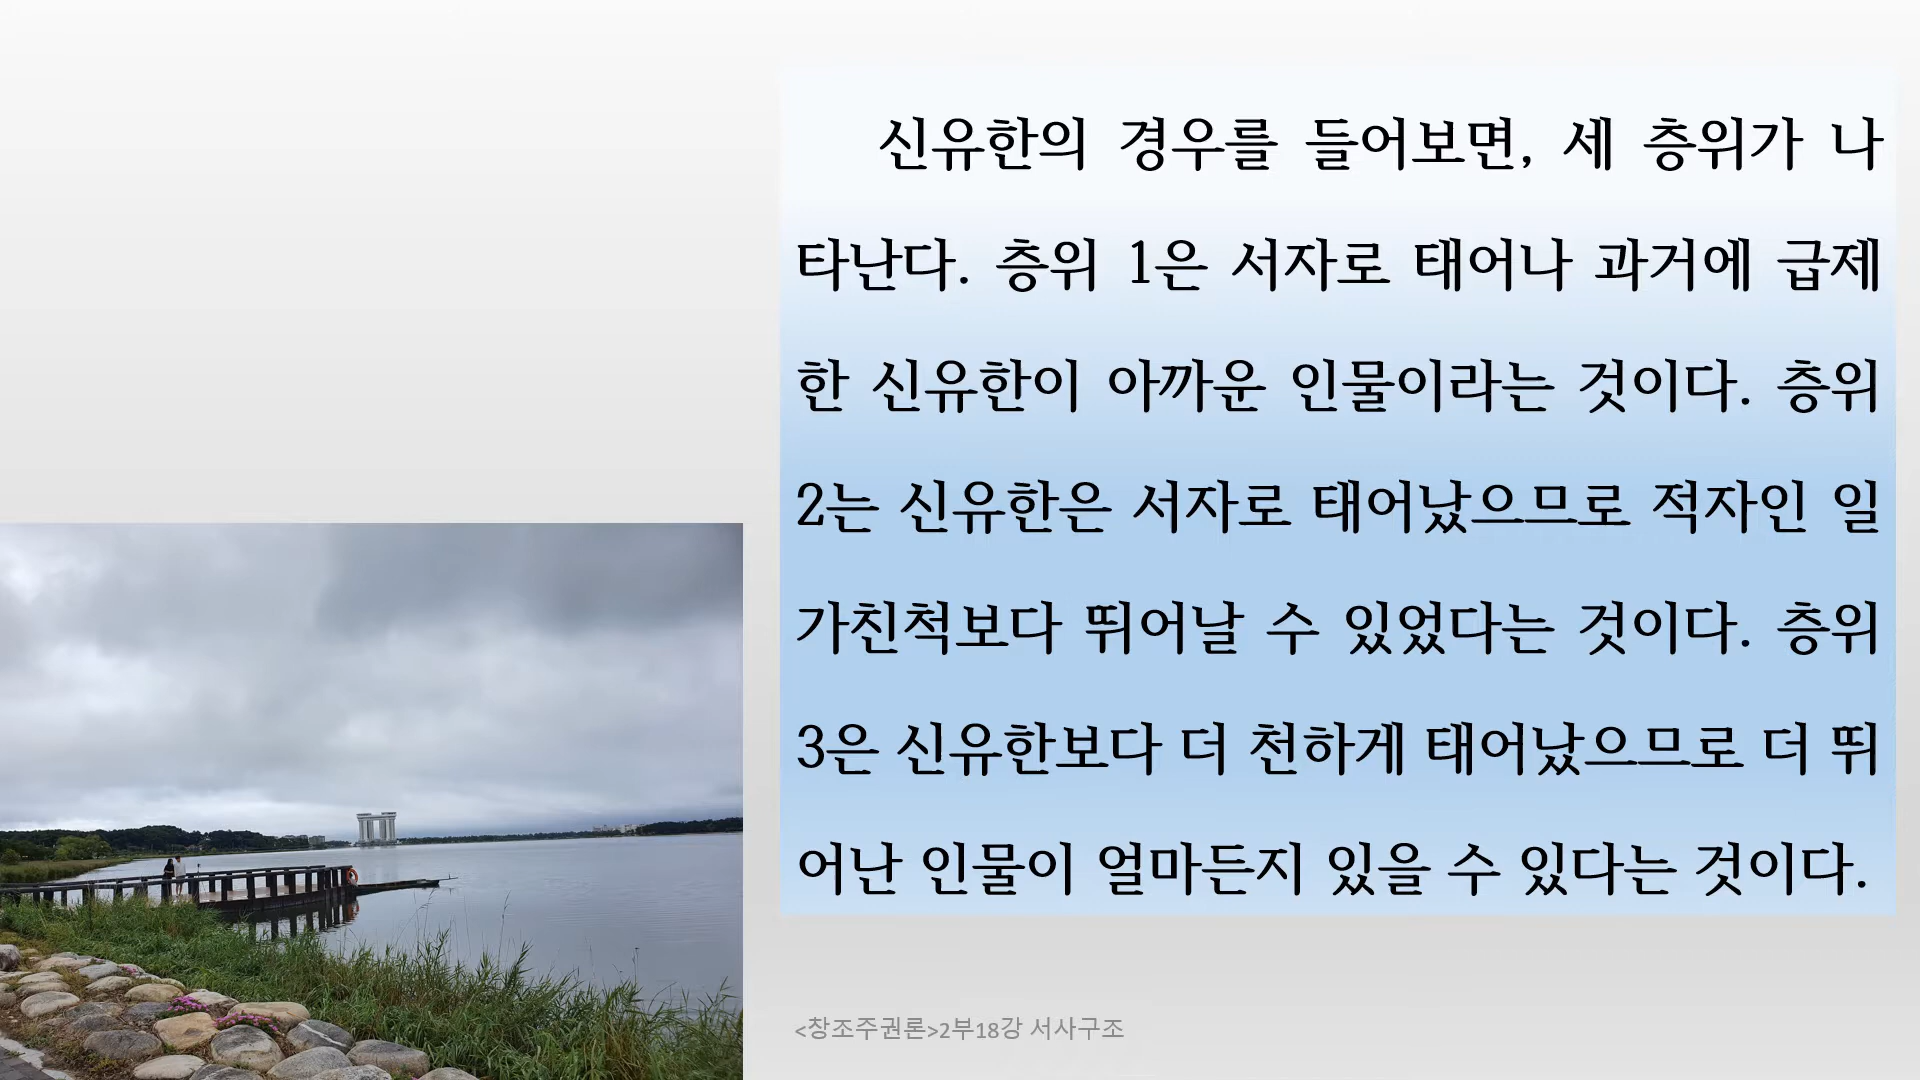 신유한의 경우를 들어보면, 세 층위가 나
타난다. 층위 1은 서자로 태어나 과거에 급제
한 신유한이 아까운 인물이라는 것이다. 층위
2는 신유한은 서자로 태어났으므로 적자인 일
가친척보다 뛰어날 수 있었다는 것이다. 층위
3은 신유한보다 더 천하게 태어났으므로 더 뛰
어난 인물이 얼마든지 있을 수 있다는 것이다.
<창조주권론>2부18강 서사구조